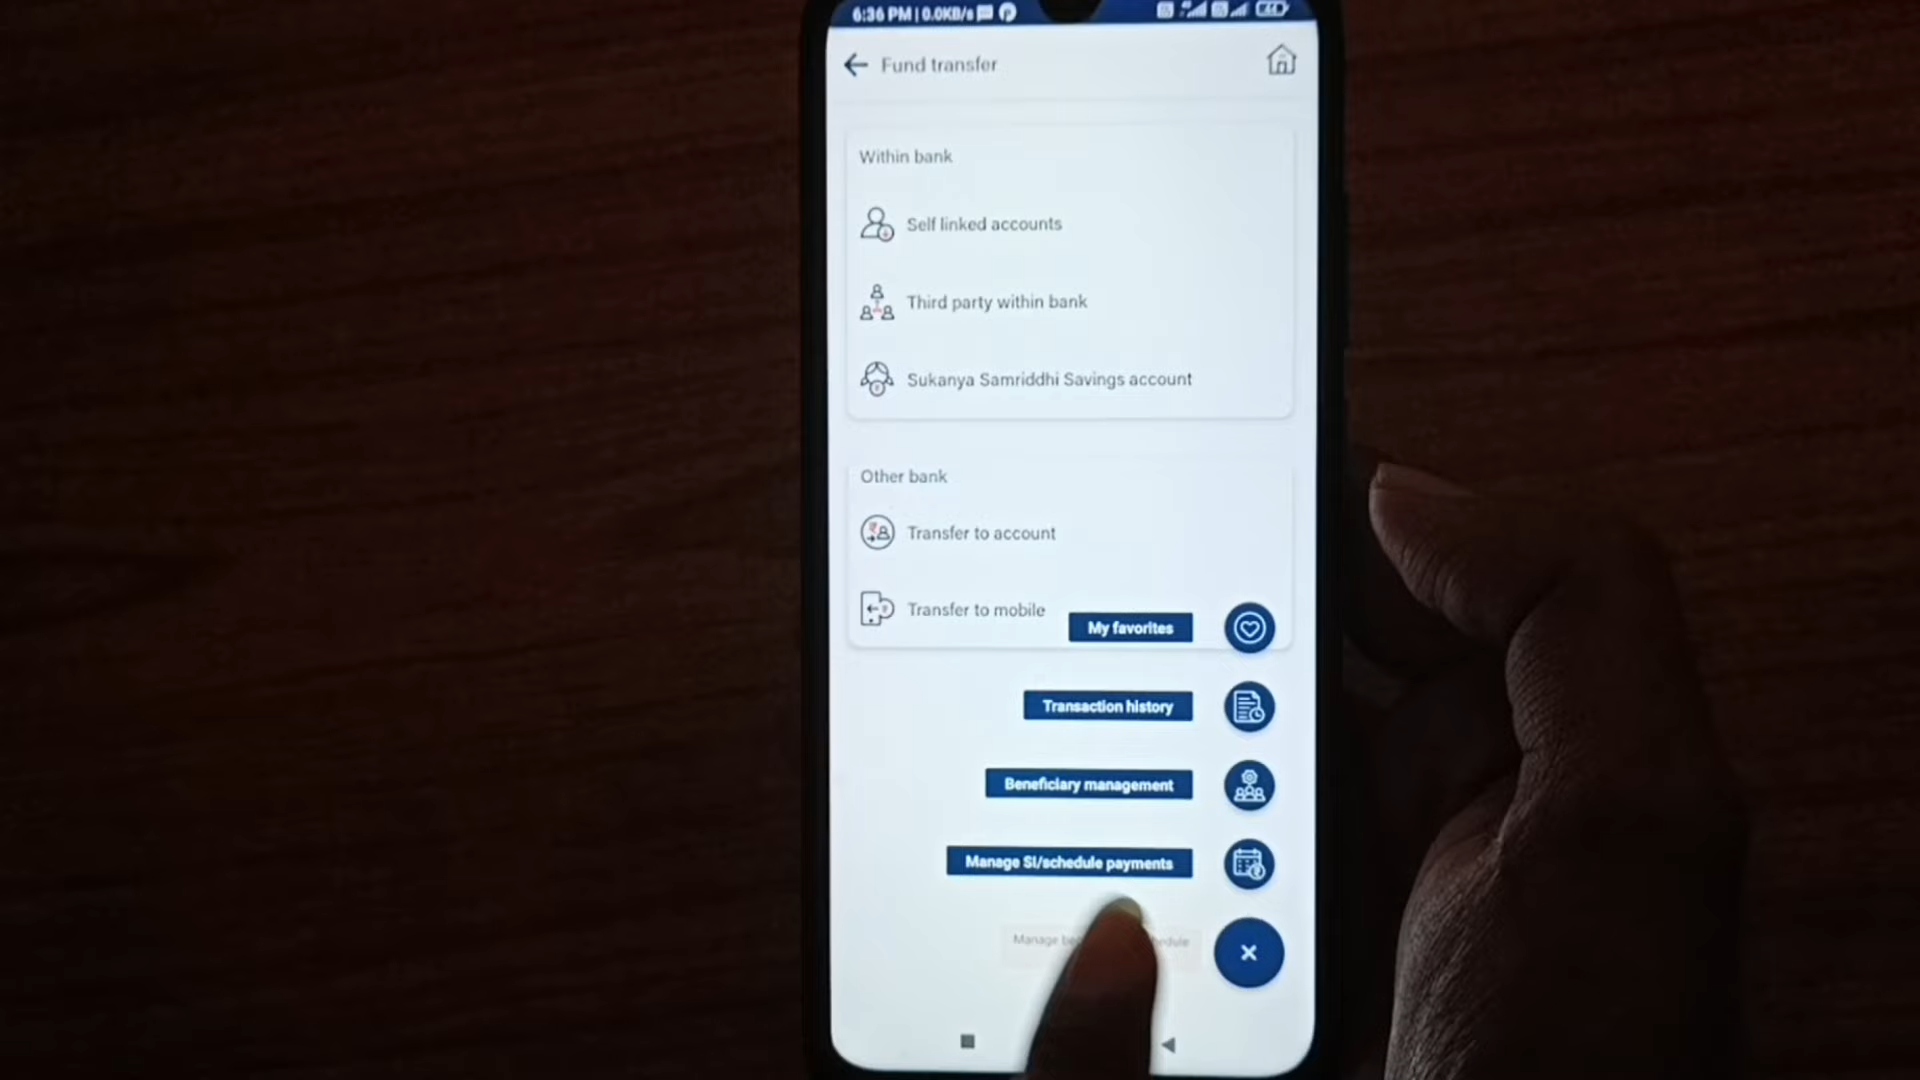 6:36 PM | 0.0KB/s
44
Fund transfer
Within bank
Self linked accounts
Third party within bank
Sukanya Samriddhi Savings account
Other bank
Transfer to account
Transfer to mobile
My favorites
Transaction history
Beneficiary management
Manage SI/schedule payments
Manage